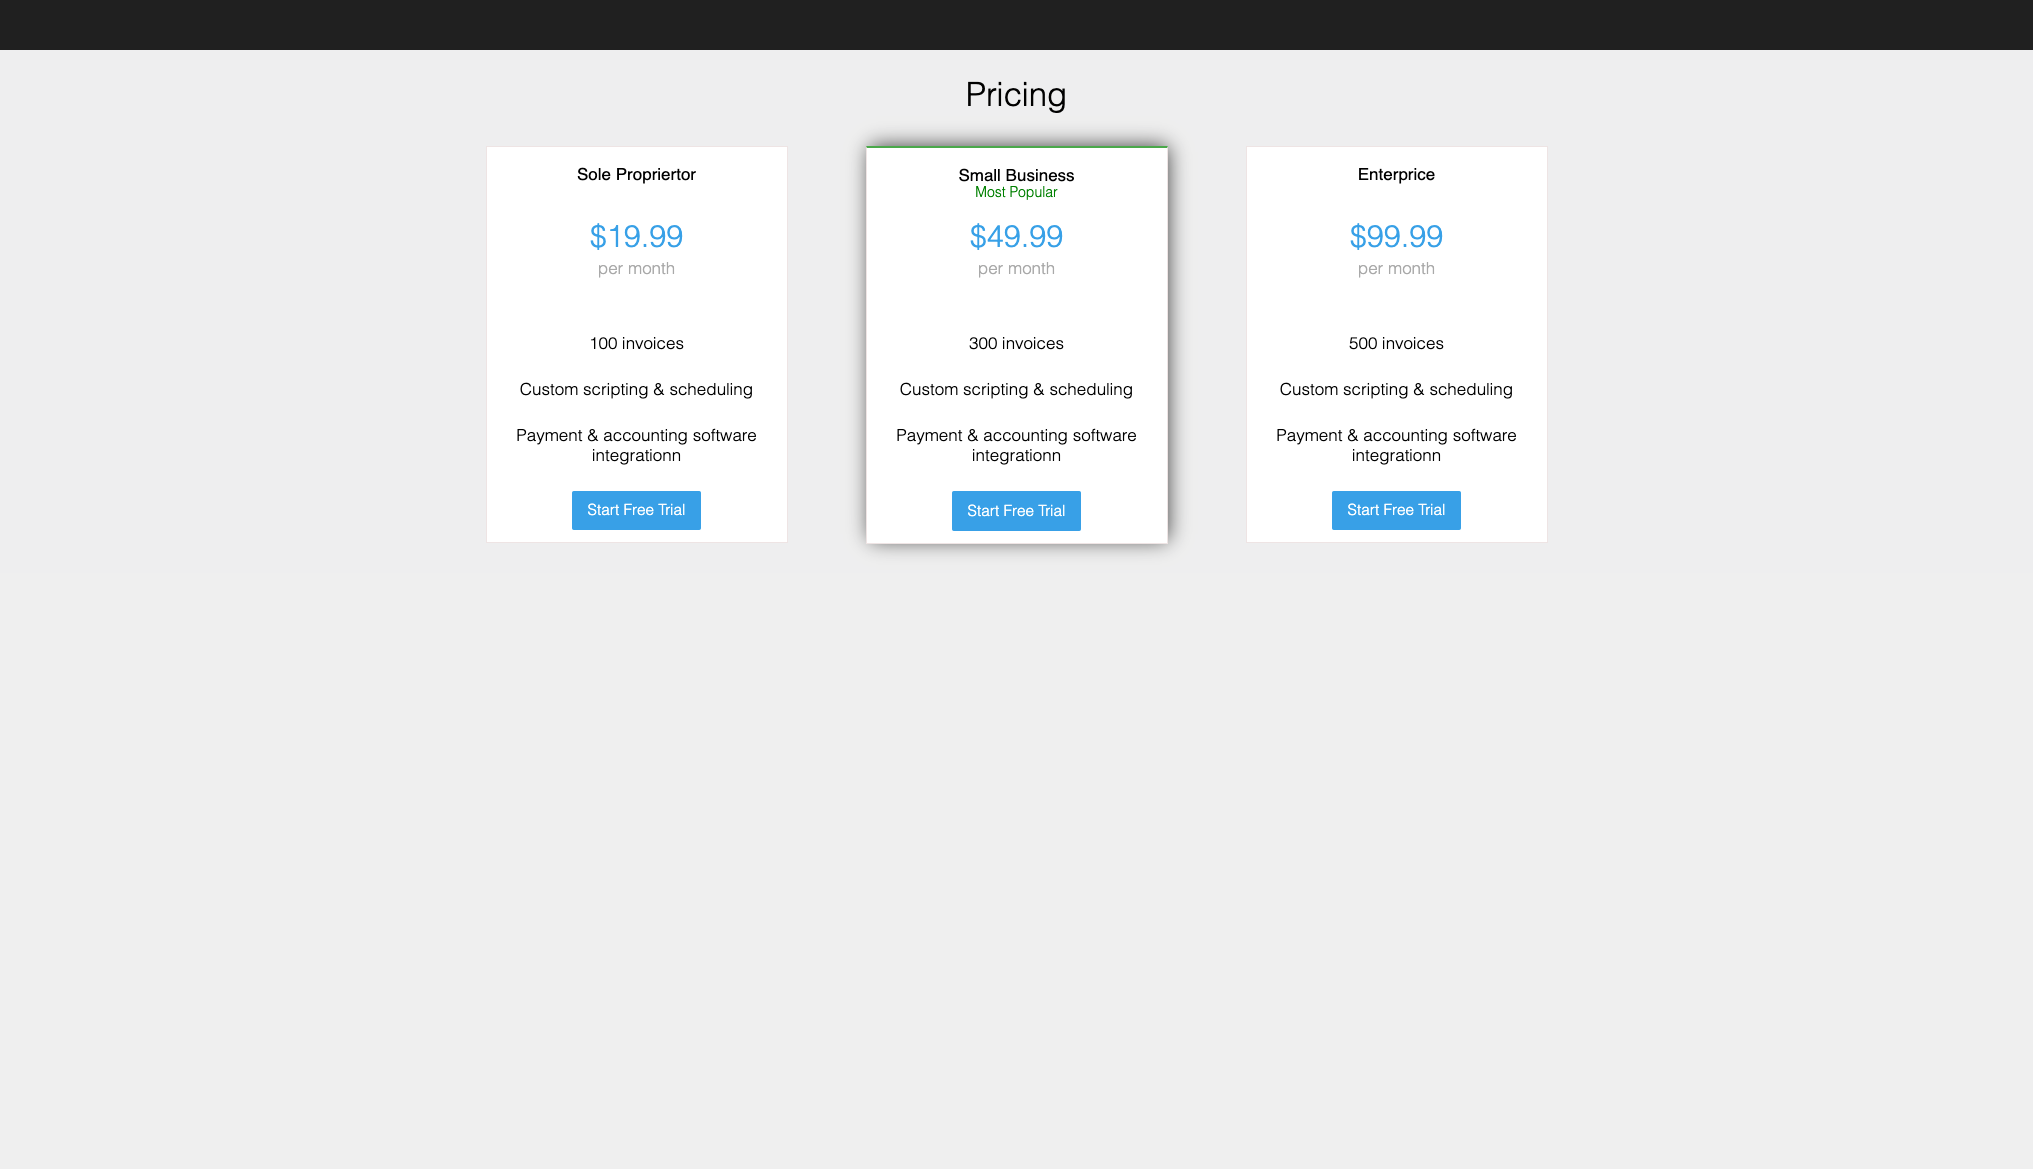 Pricing
Sole Propriertor
$19.99
per month
100 invoices
Custom scripting & scheduling
Payment & accounting software
integrationn
Start Free Trial
Small Business
Most Popular
$49.99
per month
300 invoices
Custom scripting & scheduling
Payment & accounting software
integrationn
Start Free Trial
Enterprice
$99.99
per month
500 invoices
Custom scripting & scheduling
Payment & accounting software
integrationn
Start Free Trial